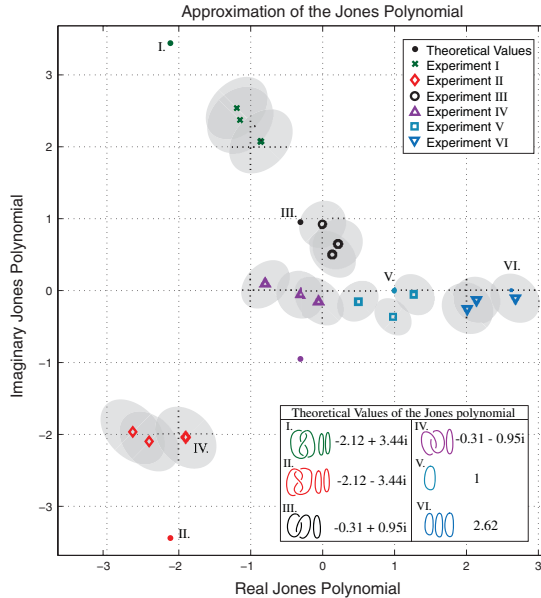 Approximation of the Jones Polynomial
Theoretical Values
Experiment I
Experiment II
Experiment III
Experiment IV
Experiment V
Experiment VI
Imaginary Jones Polynomial
3
2
1
0
−1
−2
−3
I.
III.
V.
VI.
IV.
II.
Theoretical Values of the Jones polynomial
I.
-2.12 + 3.44i
II.
-2.12 - 3.44i
III.
-0.31 + 0.95i
IV.
-0.31 - 0.95i
V.
1
VI.
2.62
−3 −2 −1 0 1 2 3
Real Jones Polynomial